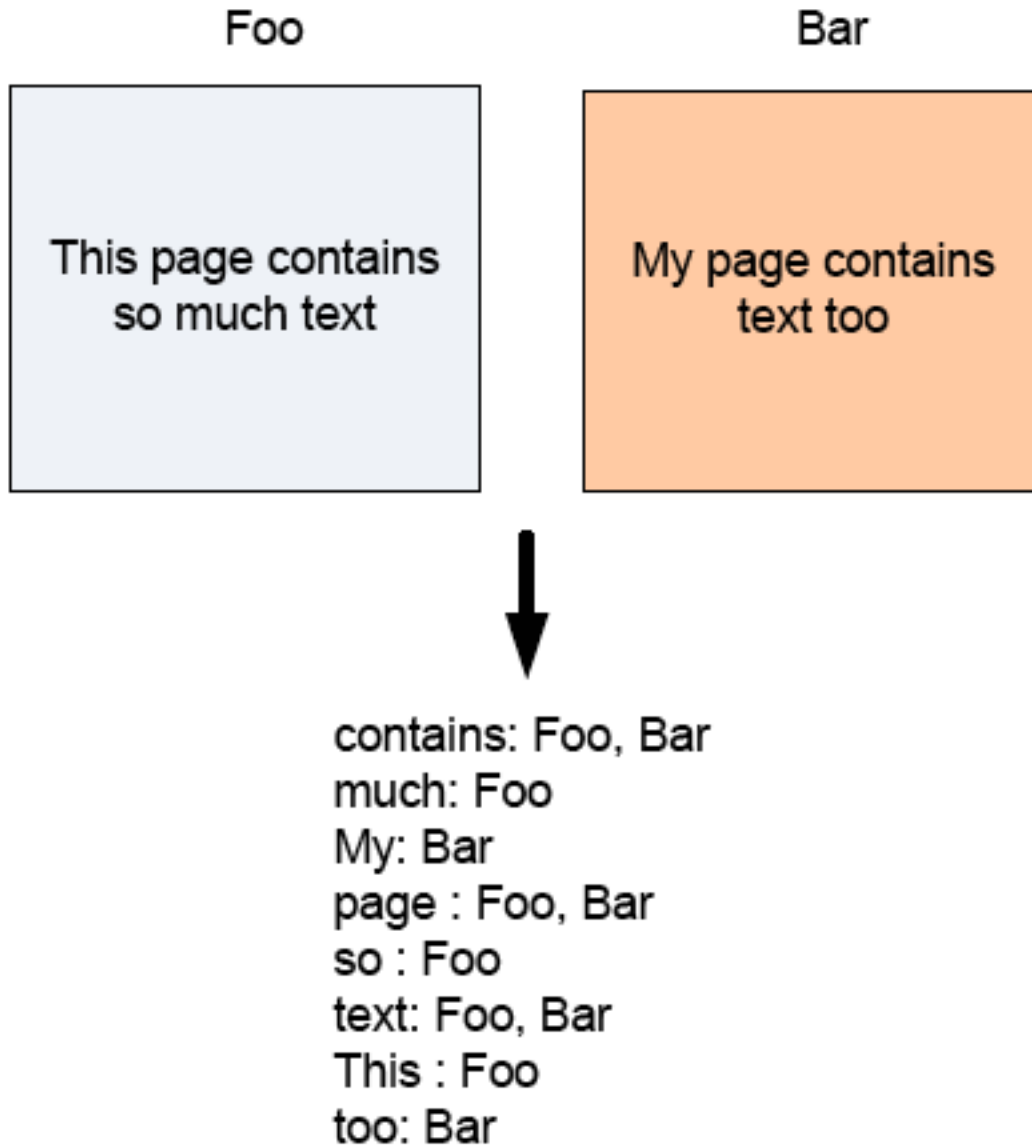 Foo
Bar
This page contains
so much text
My page contains
text too
contains: Foo, Bar
much: Foo
My: Bar
page : Foo, Bar
so : Foo
text: Foo, Bar
This : Foo
too: Bar